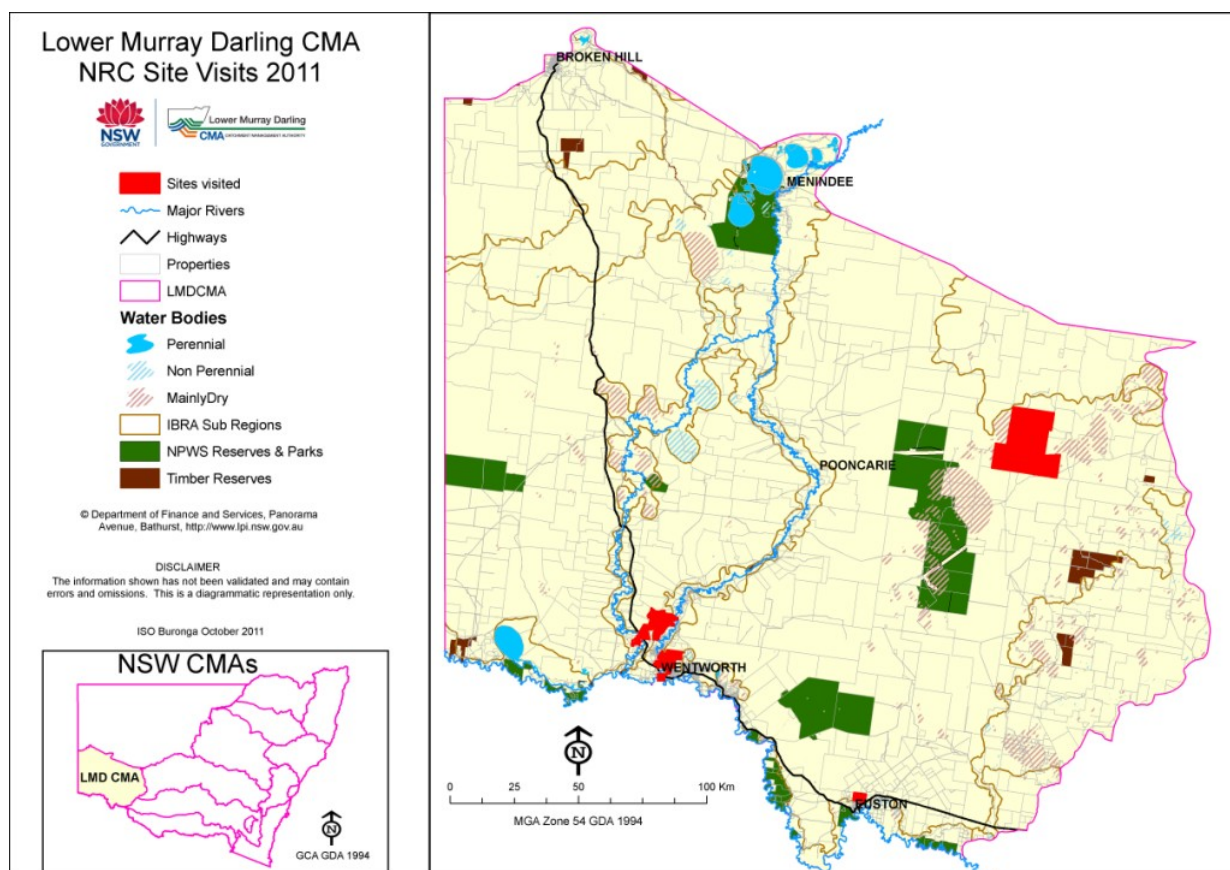 Lower Murray Darling CMA
NRC Site Visits 2011
NSW
GOVERNMENT
Lower Murray Darling
CMA CATCHMENT MANAGEMENT AUTHORITY
Sites visited
Major Rivers
Highways
Properties
LMDCMA
Water Bodies
Perennial
Non Perennial
MainlyDry
IBRA Sub Regions
NPWS Reserves & Parks
Timber Reserves
© Department of Finance and Services, Panorama
Avenue, Bathurst, http://www.lpi.nsw.gov.au
DISCLAIMER
The information shown has not been validated and may contain
errors and omissions. This is a diagrammatic representation only.
ISO Buronga October 2011
NSW CMAs
LMD CMA
N
GCA GDA 1994
BROKEN HILL
MENINDEE
POONCARIE
WENTWORTH
EUSTON
N
0 25 50 100 Km
MGA Zone 54 GDA 1994